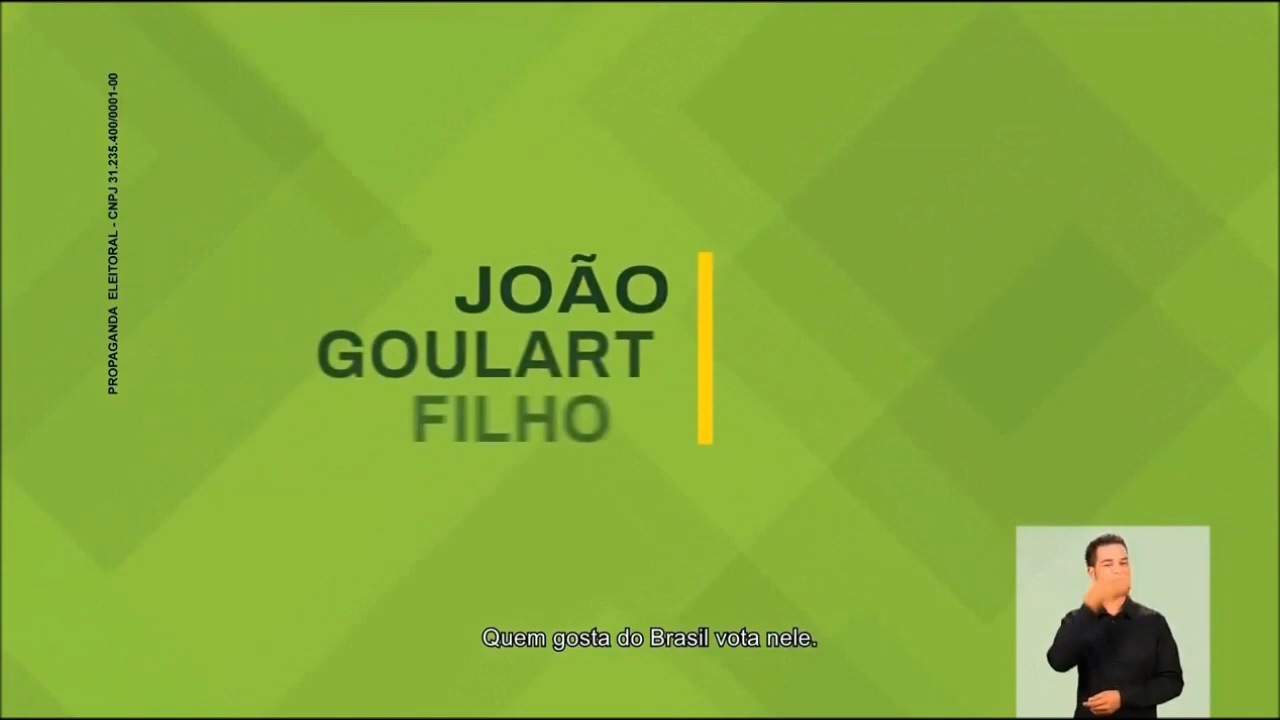 PROPAGANDA ELEITORAL - CNPJ 31.235.400/0001-00
JOÃO
GOULART
FILHO
Quem gosta do Brasil vota nele.